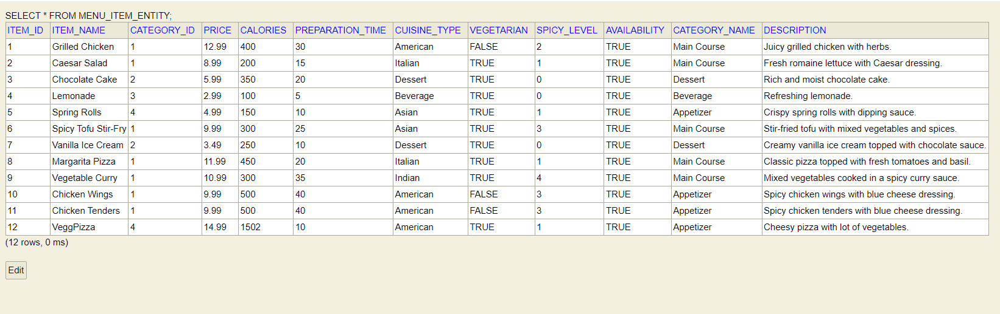 SELECT * FROM MENU_ITEM_ENTITY;
ITEM_ID ITEM_NAME CATEGORY_ID PRICE CALORIES PREPARATION_TIME CUISINE_TYPE VEGETARIAN SPICY_LEVEL AVAILABILITY CATEGORY_NAME DESCRIPTION
1 Grilled Chicken 1 12.99 400 30 American FALSE 2 TRUE Main Course Juicy grilled chicken with herbs.
2 Caesar Salad 1 8.99 200 15 Italian TRUE 1 TRUE Main Course Fresh romaine lettuce with Caesar dressing.
3 Chocolate Cake 2 5.99 350 20 Dessert TRUE 0 TRUE Dessert Rich and moist chocolate cake.
4 Lemonade 3 2.99 100 5 Beverage TRUE 0 TRUE Beverage Refreshing lemonade.
5 Spring Rolls 4 4.99 150 10 Asian TRUE 1 TRUE Appetizer Crispy spring rolls with dipping sauce.
6 Spicy Tofu Stir-Fry 1 9.99 300 25 Asian TRUE 3 TRUE Main Course Stir-fried tofu with mixed vegetables and spices.
7 Vanilla Ice Cream 2 3.49 250 10 Dessert TRUE 0 TRUE Dessert Creamy vanilla ice cream topped with chocolate sauce.
8 Margarita Pizza 1 11.99 450 20 Italian TRUE 1 TRUE Main Course Classic pizza topped with fresh tomatoes and basil.
9 Vegetable Curry 1 10.99 300 35 Indian TRUE 4 TRUE Main Course Mixed vegetables cooked in a spicy curry sauce.
10 Chicken Wings 1 9.99 500 40 American FALSE 3 TRUE Appetizer Spicy chicken wings with blue cheese dressing.
11 Chicken Tenders 1 9.99 500 40 American FALSE 3 TRUE Appetizer Spicy chicken tenders with blue cheese dressing.
12 VeggPizza 4 14.99 1502 10 American TRUE 1 TRUE Appetizer Cheesy pizza with lot of vegetables.
(12 rows, 0 ms)
Edit